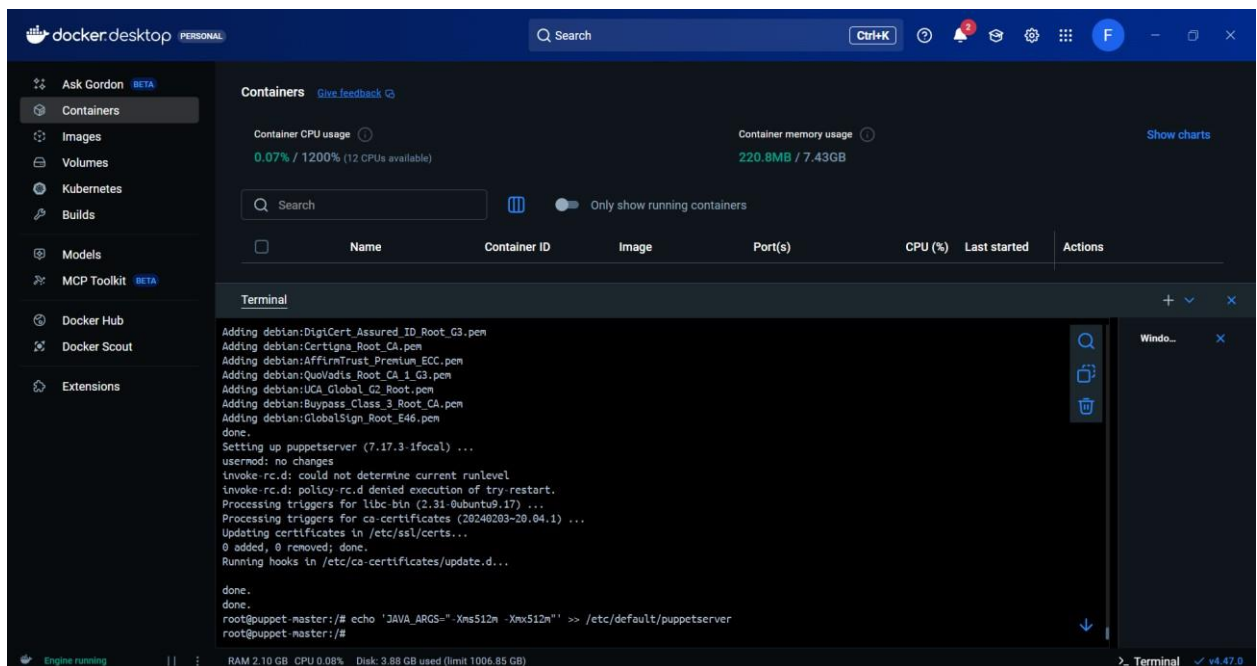 docker.desktop PERSONAL
Search
Ctrl+K
2
F
Ask Gordon BETA
Containers
Images
Volumes
Kubernetes
Builds
Models
MCP Toolkit BETA
Docker Hub
Docker Scout
Extensions
Containers Give feedback
Container CPU usage
0.07% / 1200% (12 CPUs available)
Container memory usage
220.8MB / 7.43GB
Show charts
Search
Only show running containers
Name Container ID Image Port(s) CPU (%) Last started Actions
Terminal
Windo...
Adding debian:DigiCert_Assured_ID_Root_G3.pem
Adding debian:Certigna_Root_CA.pem
Adding debian:AffirmTrust_Premium_ECC.pem
Adding debian:QuoVadis_Root_CA_1_G3.pem
Adding debian:UCA_Global_G2_Root.pem
Adding debian:Buypass_Class_3_Root_CA.pem
Adding debian:GlobalSign_Root_E46.pem
done.
Setting up puppetserver (7.17.3-1focal) ...
usermod: no changes
invoke-rc.d: could not determine current runlevel
invoke-rc.d: policy-rc.d denied execution of try-restart.
Processing triggers for libc-bin (2.31-0ubuntu9.17) ...
Processing triggers for ca-certificates (20240203~20.04.1) ...
Updating certificates in /etc/ssl/certs...
0 added, 0 removed; done.
Running hooks in /etc/ca-certificates/update.d...
done.
done.
root@puppet-master:/# echo 'JAVA_ARGS="-Xms512m -Xmx512m"' >> /etc/default/puppetserver
root@puppet-master:/#
Engine running
RAM 2.10 GB CPU 0.08% Disk: 3.88 GB used (limit 1006.85 GB)
Terminal v4.47.0